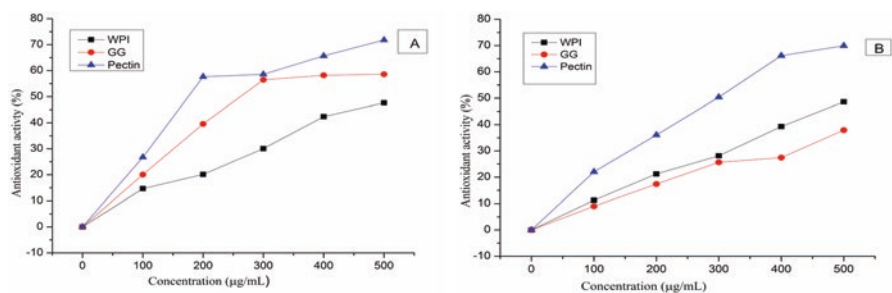 80
70
60
50
40
30
20
10
0
-10
Antioxidant activty (%)
WPI
GG
Pectin
A
0 100 200 300 400 500
Concentration (µg/mL)
80
70
60
50
40
30
20
10
0
-10
Antioxidant activity (%)
WPI
GG
Pectin
B
0 100 200 300 400 500
Concentration (µg/mL)